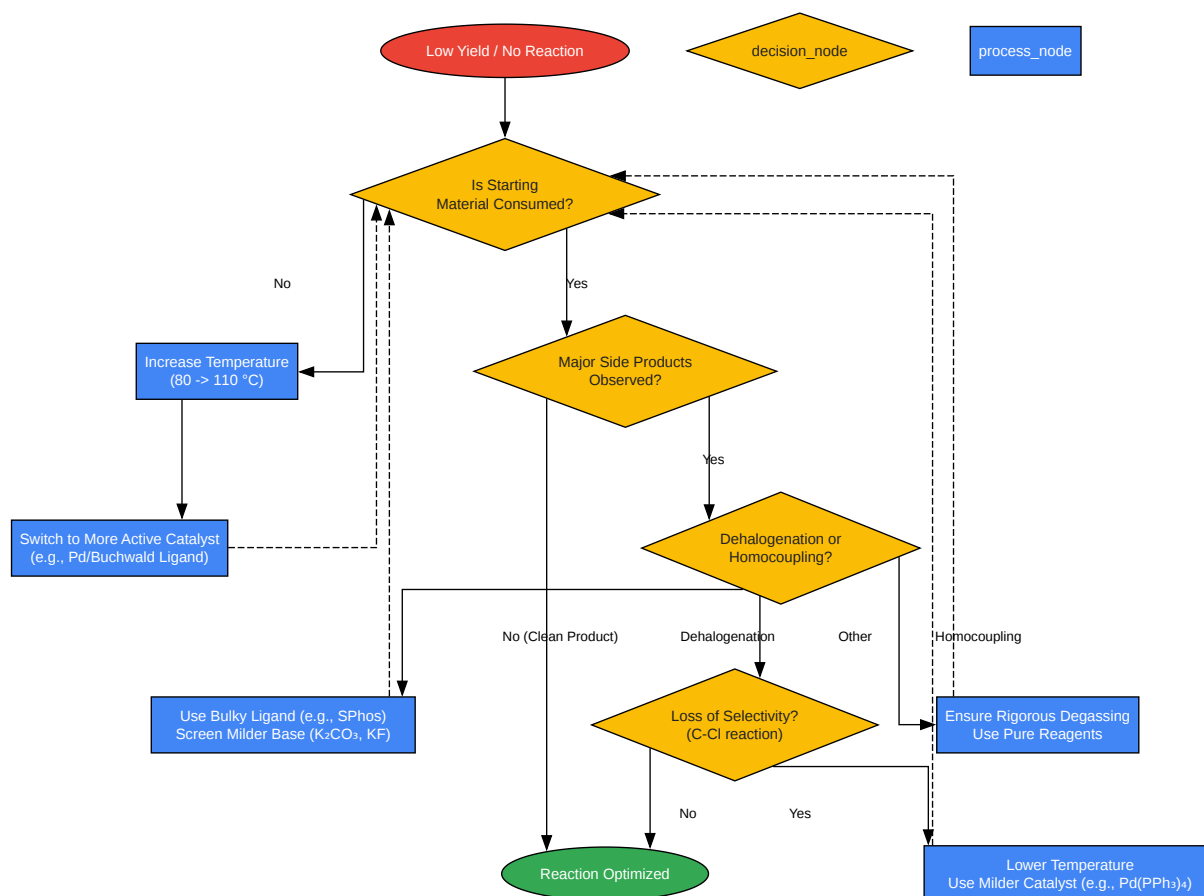 Low Yield / No Reaction
decision_node
process_node
Is Starting
Material Consumed?
No
Yes
Increase Temperature
(80 -> 110 °C)
Major Side Products
Observed?
Yes
Switch to More Active Catalyst
(e.g., Pd/Buchwald Ligand)
Dehalogenation or
Homocoupling?
No (Clean Product)
Dehalogenation
Other
Homocoupling
Use Bulky Ligand (e.g., SPhos)
Screen Milder Base (K₂CO₃, KF)
Loss of Selectivity?
(C-Cl reaction)
Ensure Rigorous Degassing
Use Pure Reagents
No
Yes
Reaction Optimized
Lower Temperature
Use Milder Catalyst (e.g., Pd(PPh₃)₄)